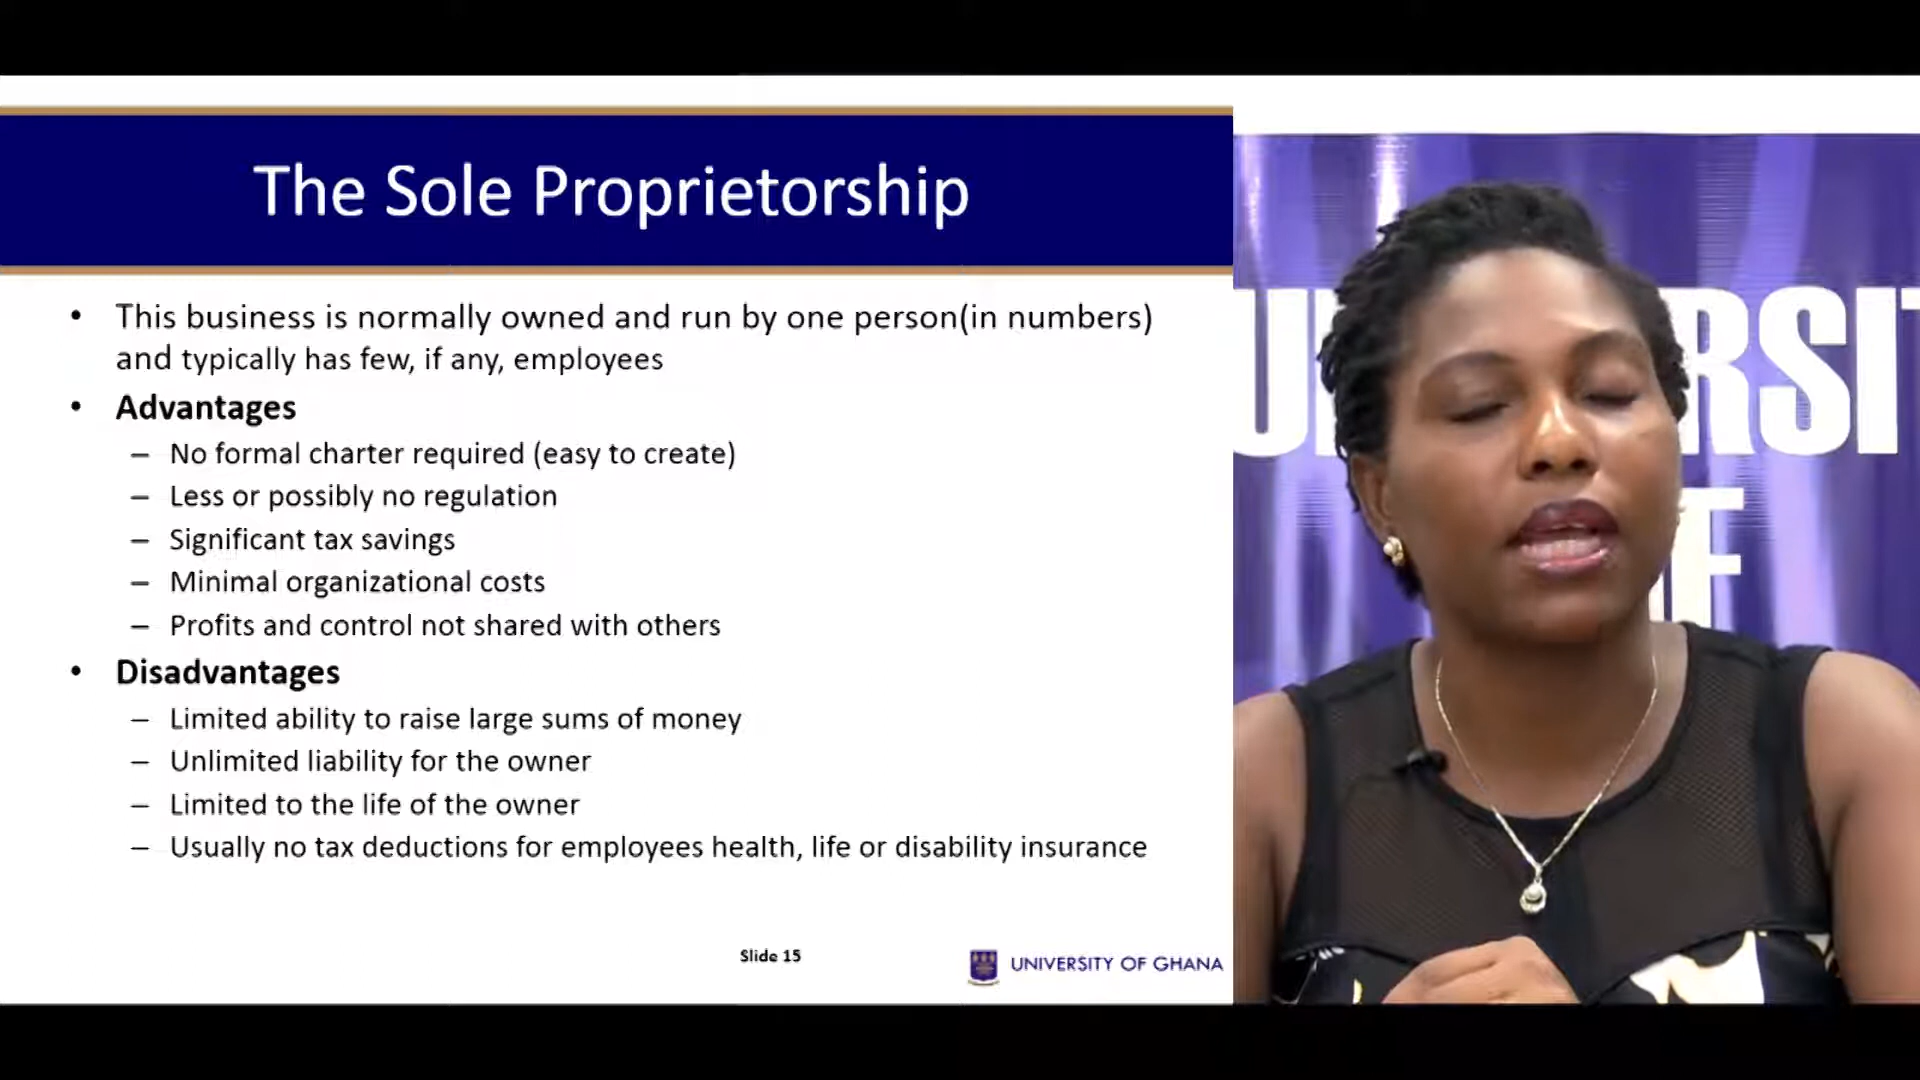 The Sole Proprietorship
• This business is normally owned and run by one person(in numbers)
and typically has few, if any, employees
• Advantages
– No formal charter required (easy to create)
– Less or possibly no regulation
– Significant tax savings
– Minimal organizational costs
– Profits and control not shared with others
• Disadvantages
– Limited ability to raise large sums of money
– Unlimited liability for the owner
– Limited to the life of the owner
– Usually no tax deductions for employees health, life or disability insurance
Slide 15
UNIVERSITY OF GHANA